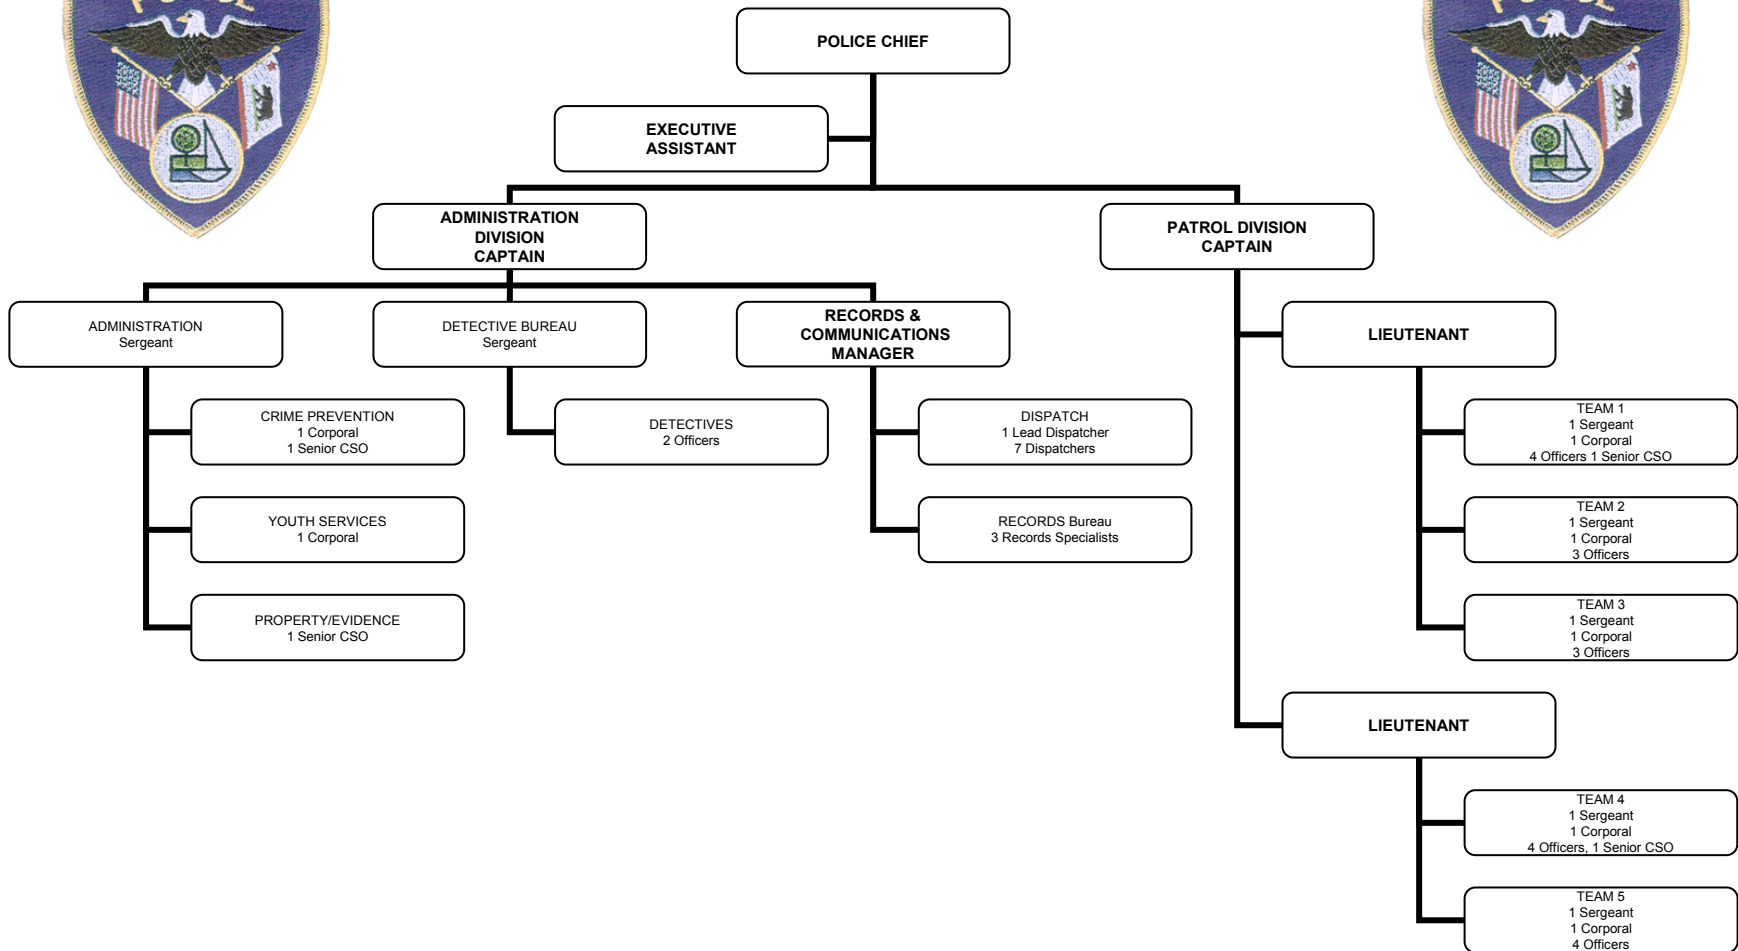 POLICE CHIEF
EXECUTIVE
ASSISTANT
ADMINISTRATION
DIVISION
CAPTAIN
PATROL DIVISION
CAPTAIN
ADMINISTRATION
Sergeant
DETECTIVE BUREAU
Sergeant
RECORDS &
COMMUNICATIONS
MANAGER
LIEUTENANT
CRIME PREVENTION
1 Corporal
1 Senior CSO
DETECTIVES
2 Officers
DISPATCH
1 Lead Dispatcher
7 Dispatchers
TEAM 1
1 Sergeant
1 Corporal
4 Officers 1 Senior CSO
YOUTH SERVICES
1 Corporal
RECORDS Bureau
3 Records Specialists
TEAM 2
1 Sergeant
1 Corporal
3 Officers
PROPERTY/EVIDENCE
1 Senior CSO
TEAM 3
1 Sergeant
1 Corporal
3 Officers
LIEUTENANT
TEAM 4
1 Sergeant
1 Corporal
4 Officers, 1 Senior CSO
TEAM 5
1 Sergeant
1 Corporal
4 Officers